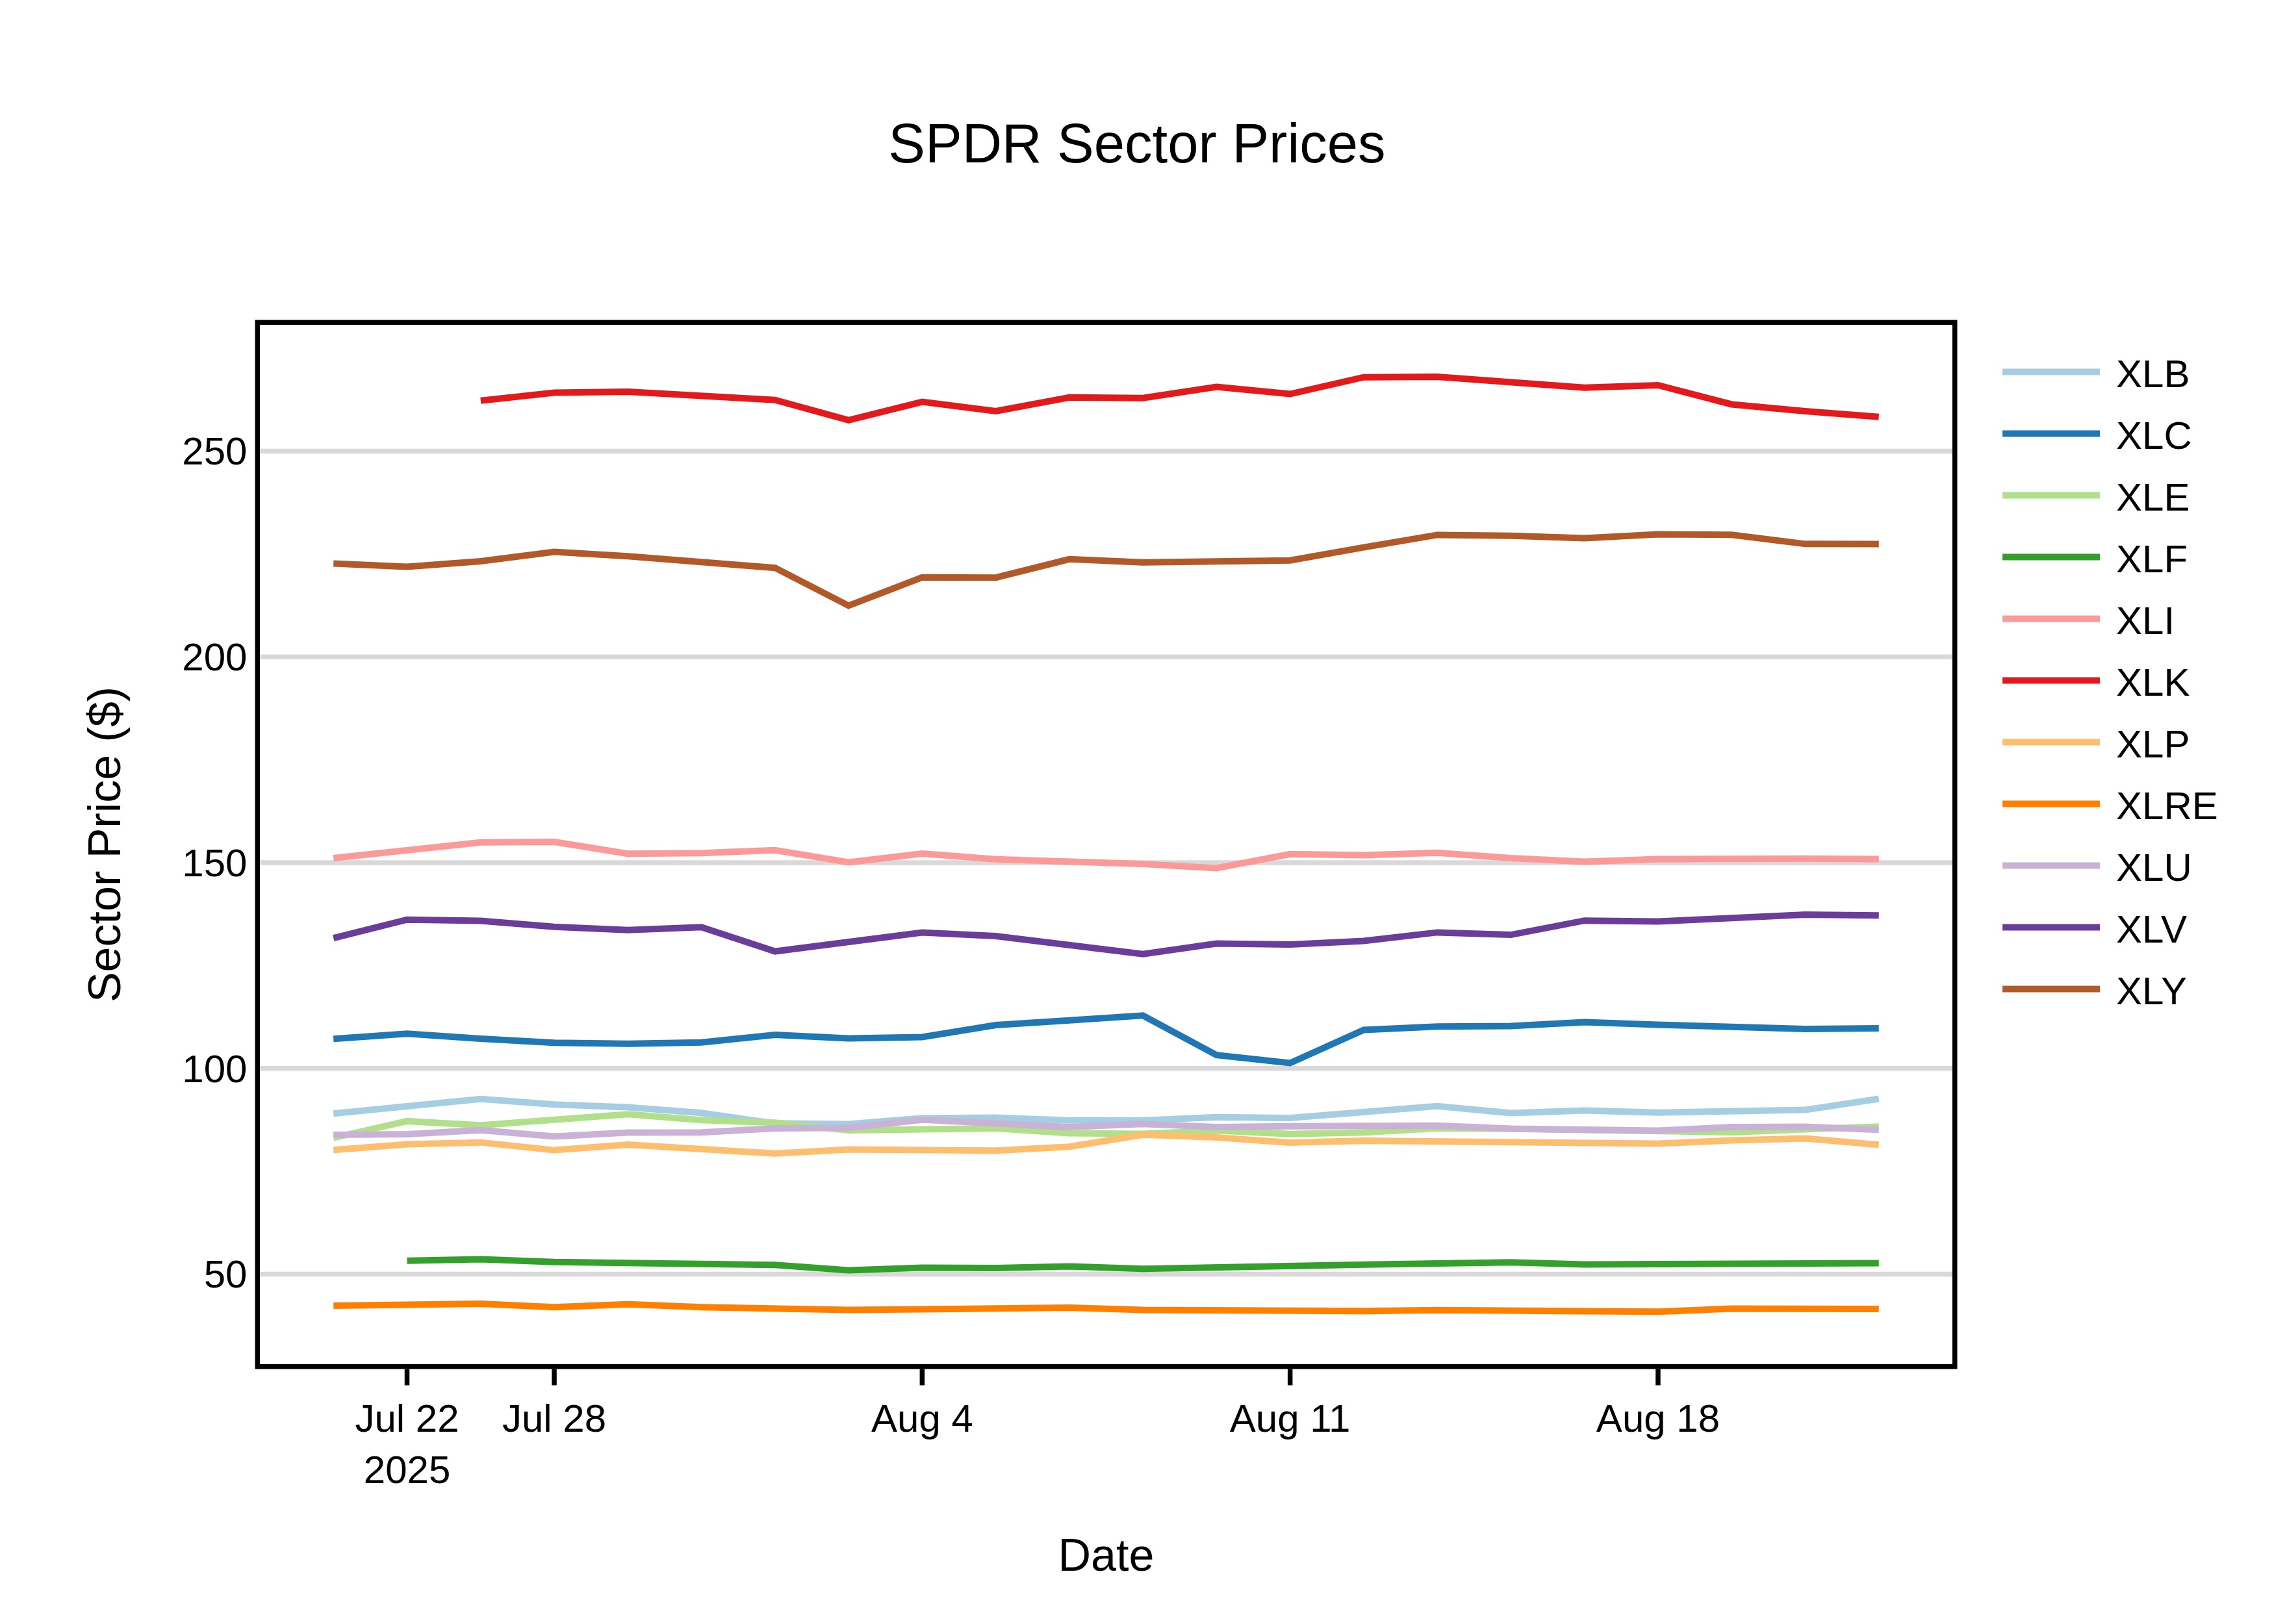 SPDR Sector Prices
250
200
150
100
50
Sector Price ($)
Jul 22
2025
Jul 28
Aug 4
Aug 11
Aug 18
Date
XLB
XLC
XLE
XLF
XLI
XLK
XLP
XLRE
XLU
XLV
XLY